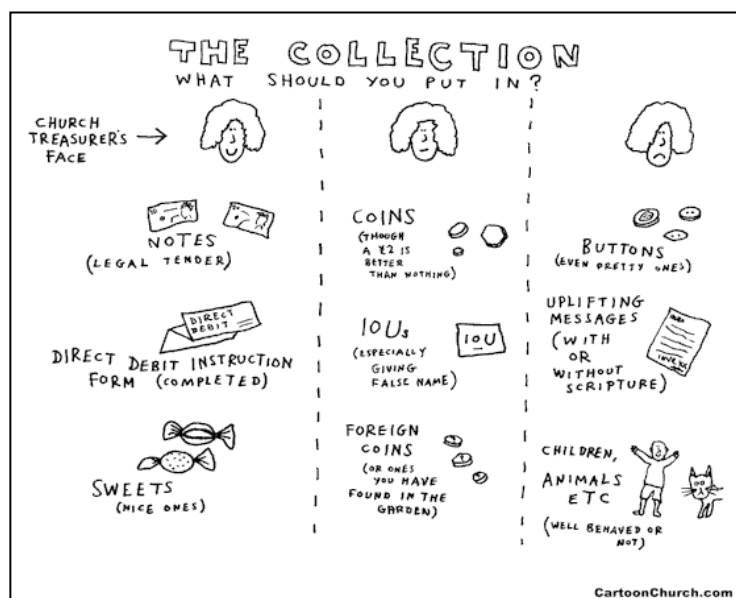 THE COLLECTION
WHAT SHOULD YOU PUT IN?
CHURCH
TREASURER'S
FACE
NOTES
(LEGAL TENDER)
DIRECT
DEBIT
DIRECT DEBIT INSTRUCTION
FORM (COMPLETED)
SWEETS
(NICE ONES)
COINS
(THOUGH
A £2 IS
BETTER
THAN NOTHING)
IOUs
(ESPECIALLY
GIVING
FALSE NAME)
IOU
FOREIGN
COINS
(OR ONES
YOU HAVE
FOUND IN THE
GARDEN)
BUTTONS
(EVEN PRETTY ONES)
UPLIFTING
MESSAGES
(WITH
OR
WITHOUT
SCRIPTURE)
CHILDREN,
ANIMALS
ETC
(WELL BEHAVED OR
NOT)
CartoonChurch.com